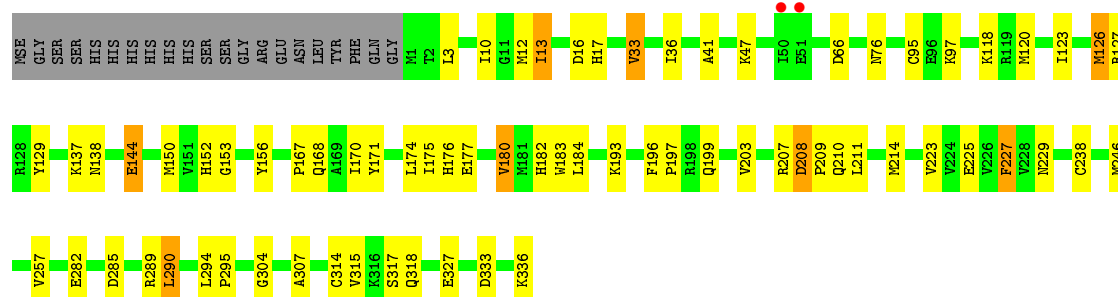 MSE GLY SER SER HIS HIS HIS HIS HIS HIS SER SER GLY ARG GLU ASN LEU TYR PHE GLN GLY M1 T2 L3 I10 G11 M12 I13 D16 H17 V33 I36 A41 K47 I50 E51 D66 N76 C95 E96 K97 K118 R119 M120 I123 M126 R127
R128 Y129 K137 N138 E144 M150 V151 H152 G153 Y156 P167 Q168 A169 I170 Y171 L174 I175 H176 E177 V180 M181 H182 W183 L184 K193 F196 P197 R198 Q199 V203 R207 D208 P209 Q210 L211 M214 V223 V224 E225 V226 F227 V228 N229 C238 M246
V257 E282 D285 R289 L290 L294 P295 G304 A307 C314 V315 K316 S317 Q318 E327 D333 K336